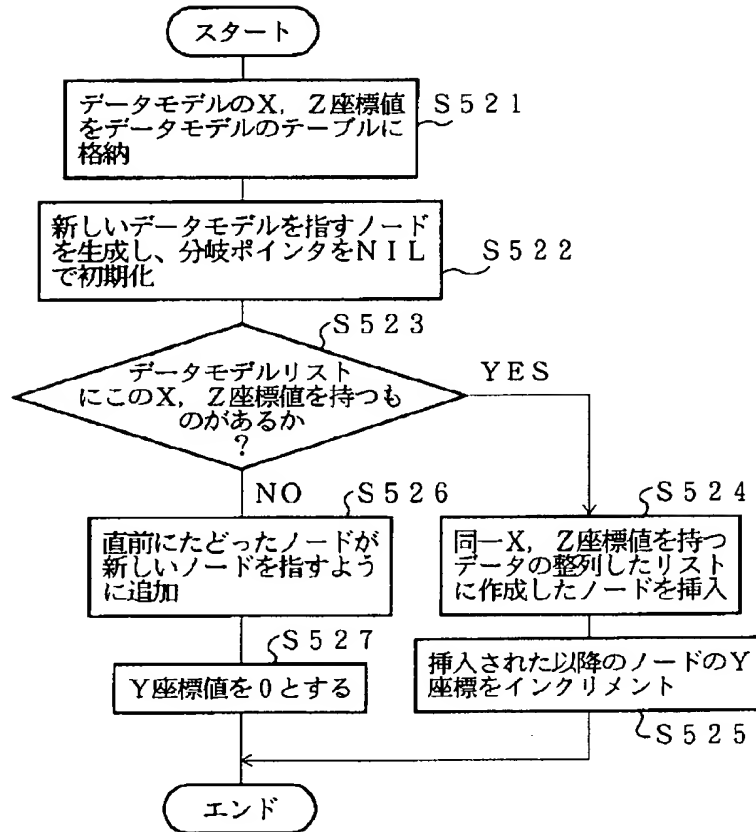 スタート
データモデルのX,Z座標値
をデータモデルのテーブルに
格納
S521
新しいデータモデルを指すノード
を生成し、分岐ポインタをNIL
で初期化
S522
S523
データモデルリスト
にこのX,Z座標値を持つも
のがあるか
?
YES
NO
S526
直前にたどったノードが
新しいノードを指すよう
に追加
S527
Y座標値を0とする
S524
同一X,Z座標値を持つ
データの整列したリスト
に作成したノードを挿入
挿入された以降のノードのY
座標をインクリメント
S525
エンド